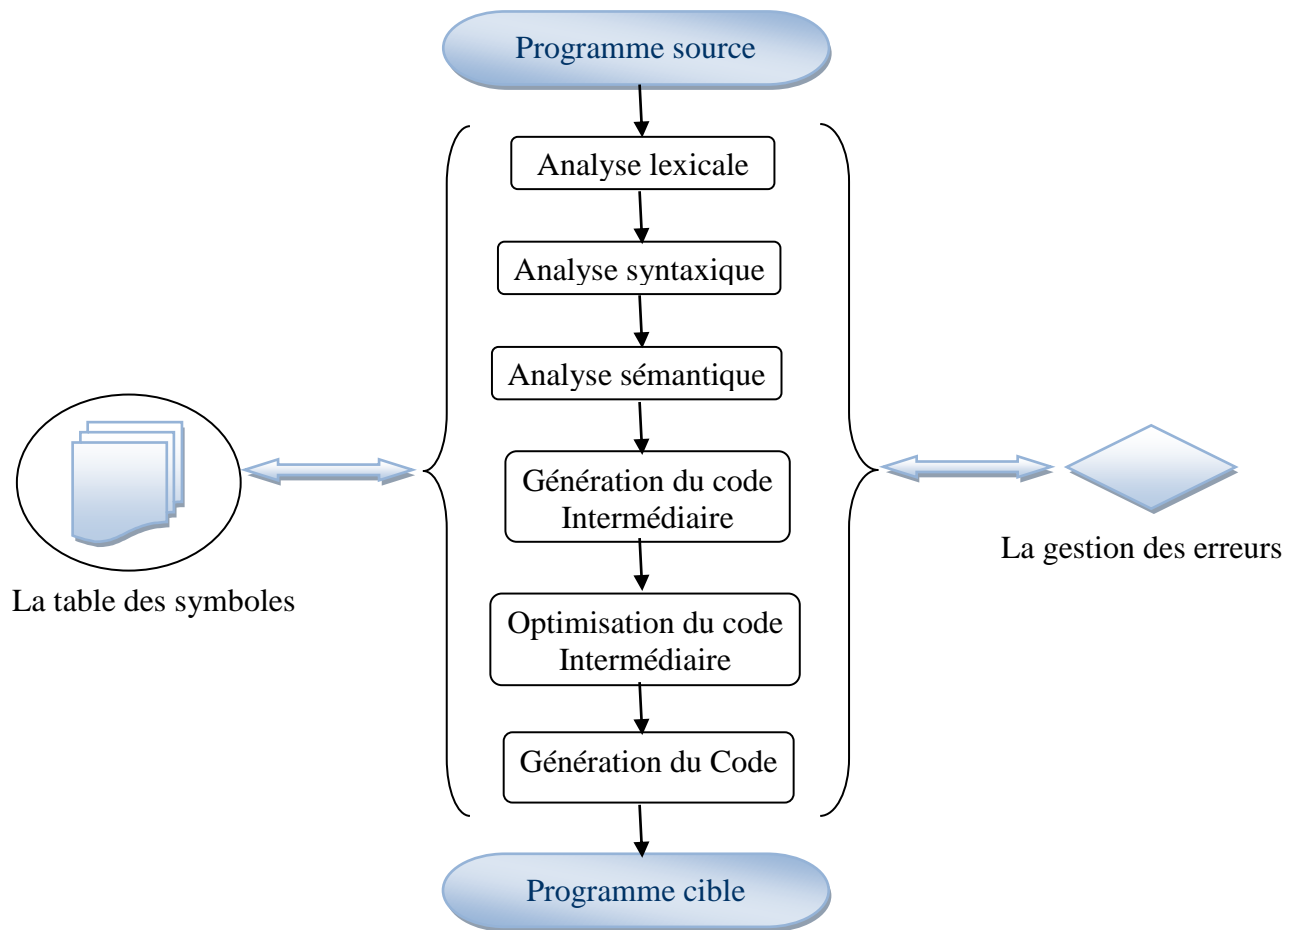 Programme source
Analyse lexicale
Analyse syntaxique
Analyse sémantique
Génération du code
Intermédiaire
La gestion des erreurs
La table des symboles
Optimisation du code
Intermédiaire
Génération du Code
Programme cible